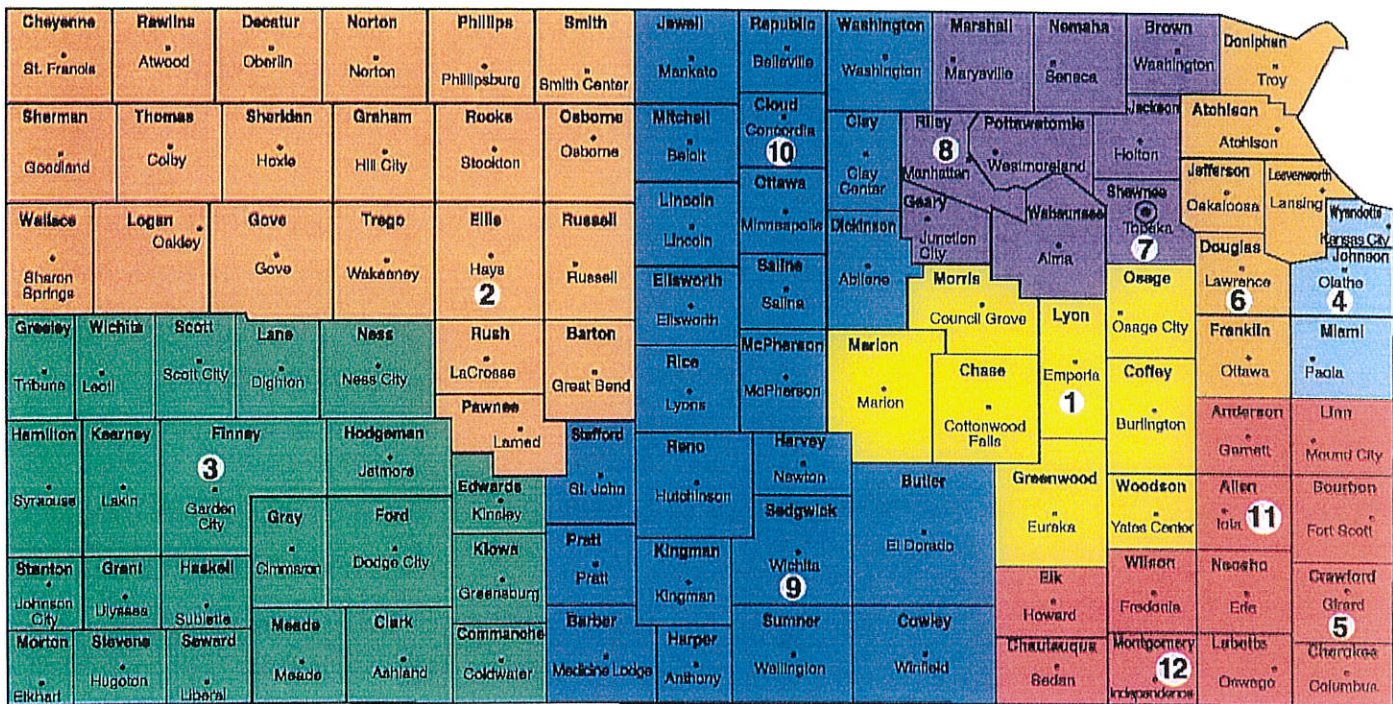 Cheyenne
St. Francis
Rawlins
Atwood
Decatur
Oberlin
Norton
Norton
Phillips
Phillipsburg
Smith
Smith Center
Jewell
Mankato
Republic
Belleville
Washington
Washington
Marshall
Marysville
Nemaha
Seneca
Brown
Washington
Doniphan
Troy
Sherman
Goodland
Thomas
Colby
Sheridan
Hoxie
Graham
Hill City
Rooks
Stockton
Osborne
Osborne
Mitchell
Beloit
Cloud
Concordia
10
Clay
Clay
Center
Riley
8
Manhattan
Pottawatomie
Westmoreland
Jackson
Holton
Atchison
Atchison
Jefferson
Oskaloosa
Leavenworth
Lansing
Wyandotte
Kansas City
Wallace
Sharon
Springs
Logan
Oakley
Gove
Gove
Trego
Wakeeney
Ellis
Hays
2
Russell
Russell
Lincoln
Lincoln
Ottawa
Minneapolis
Dickinson
Abilene
Geary
Junction
City
Wabaunsee
Alma
Shawnee
Topeka
7
Douglas
Lawrence
6
Johnson
Olathe
4
Ellsworth
Ellsworth
Saline
Salina
Morris
Council Grove
Lyon
Emporia
1
Osage
Osage City
Franklin
Ottawa
Miami
Paola
Greeley
Tribune
Wichita
Leoti
Scott
Scott City
Lane
Dighton
Ness
Ness City
Rush
LaCrosse
Barton
Great Bend
Rice
Lyons
McPherson
McPherson
Marion
Marion
Chase
Cottonwood
Falls
Coffey
Burlington
Anderson
Garnett
Linn
Mound City
Hamilton
Syracuse
Kearney
Lakin
Finney
3
Garden
City
Hodgeman
Jetmore
Pawnee
Larned
Stafford
St. John
Reno
Hutchinson
Harvey
Newton
Butler
El Dorado
Greenwood
Eureka
Woodson
Yates Center
Allen
Iola
11
Bourbon
Fort Scott
Gray
Cimmaron
Ford
Dodge City
Edwards
Kinsley
Sedgwick
Wichita
9
Stanton
Johnson
City
Grant
Ulysses
Haskell
Sublette
Kiowa
Greensburg
Pratt
Pratt
Kingman
Kingman
Elk
Howard
Wilson
Fredonia
Neosho
Erie
Crawford
Girard
5
Morton
Elkhart
Stevens
Hugoton
Seward
Liberal
Meade
Meade
Clark
Ashland
Commanche
Coldwater
Barber
Medicine Lodge
Harper
Anthony
Sumner
Wellington
Cowley
Winfield
Chautauqua
Sedan
Montgomery
12
Independence
Labette
Oswego
Cherokee
Columbus